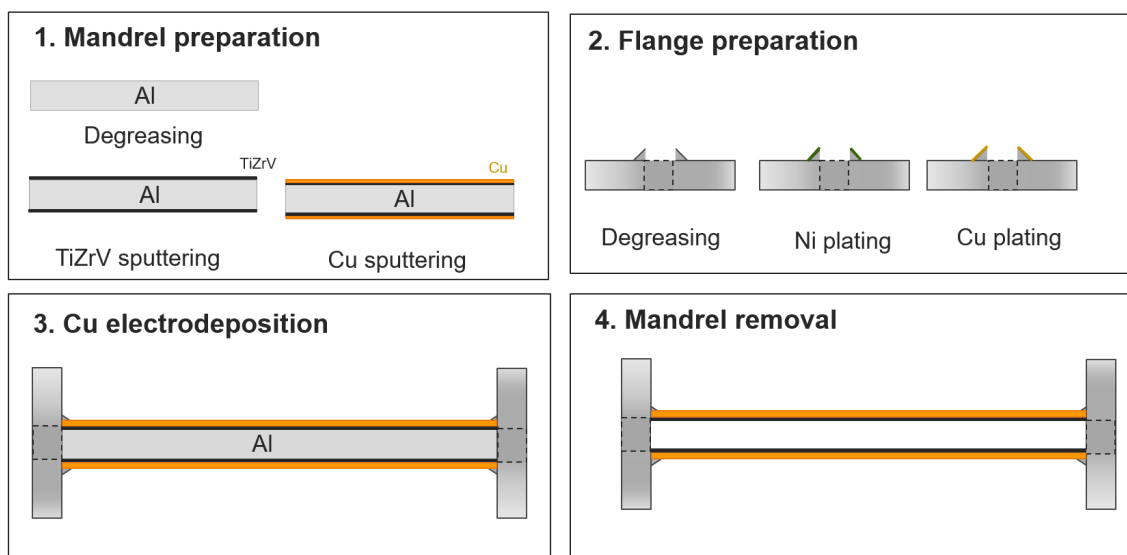 1. Mandrel preparation
Al
Degreasing
TiZrV
Al
TiZrV sputtering
Cu
Al
Cu sputtering
2. Flange preparation
Degreasing
Ni plating
Cu plating
3. Cu electrodeposition
Al
4. Mandrel removal